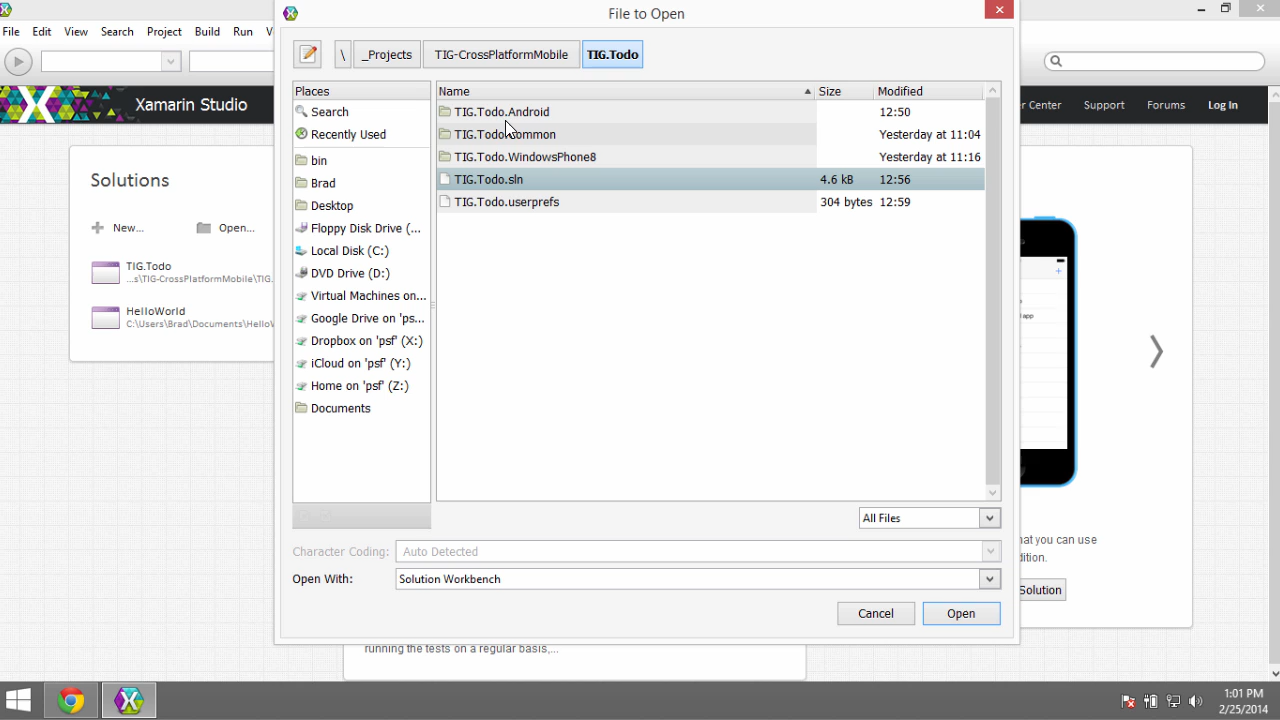 File to Open
File Edit View Search Project Build Run
\ _Projects TIG-CrossPlatformMobile TIG.Todo
Xamarin Studio
Support Forums Log In
Places
Search
Recently Used
bin
Brad
Desktop
Floppy Disk Drive (...
Local Disk (C:)
DVD Drive (D:)
Virtual Machines on...
Google Drive on 'ps...
Dropbox on 'psf' (X:)
iCloud on 'psf' (Y:)
Home on 'psf' (Z:)
Documents
Name Size Modified
TIG.Todo.Android 12:50
TIG.Todo.Common Yesterday at 11:04
TIG.Todo.WindowsPhone8 Yesterday at 11:16
TIG.Todo.sln 4.6 kB 12:56
TIG.Todo.userprefs 304 bytes 12:59
Solutions
New... Open...
TIG.Todo
...s\TIG-CrossPlatformMobile\TIG.
HelloWorld
C:\Users\Brad\Documents\HelloW
All Files
Character Coding: Auto Detected
Open With: Solution Workbench
Cancel Open
that you can use
dition.
Solution
running the tests on a regular basis,...
1:01 PM
2/25/2014